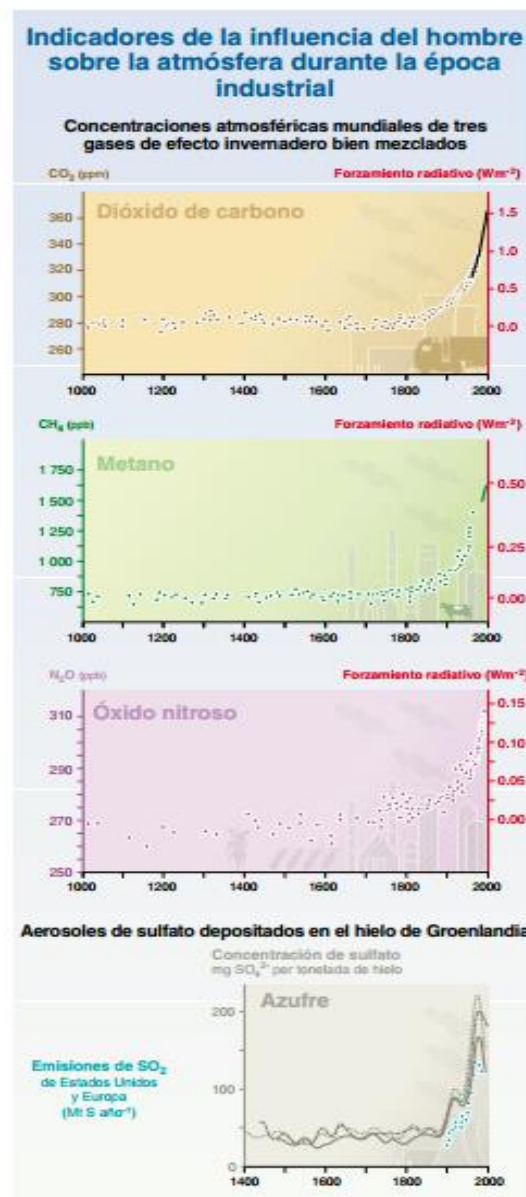 Indicadores de la influencia del hombre
sobre la atmósfera durante la época
industrial
Concentraciones atmosféricas mundiales de tres
gases de efecto invernadero bien mezclados
CO₂ (ppm) Forzamiento radiativo (Wm⁻²)
Dióxido de carbono
360
340
320
300
280
260
1.5
1.0
0.5
0.0
1000 1200 1400 1600 1800 2000
CH₄ (ppb) Forzamiento radiativo (Wm⁻²)
Metano
1 750
1 500
1 250
1 000
750
0.50
0.25
0.00
1000 1200 1400 1600 1800 2000
N₂O (ppb) Forzamiento radiativo (Wm⁻²)
Óxido nitroso
310
290
270
250
0.15
0.10
0.05
0.00
1000 1200 1400 1600 1800 2000
Aerosoles de sulfato depositados en el hielo de Groenlandia
Concentración de sulfato
mg SO₄²⁻ per tonelada de hielo
Azufre
200
100
0
Emisiones de SO₂
de Estados Unidos
y Europa
(Mt S año⁻¹)
1400 1600 1800 2000